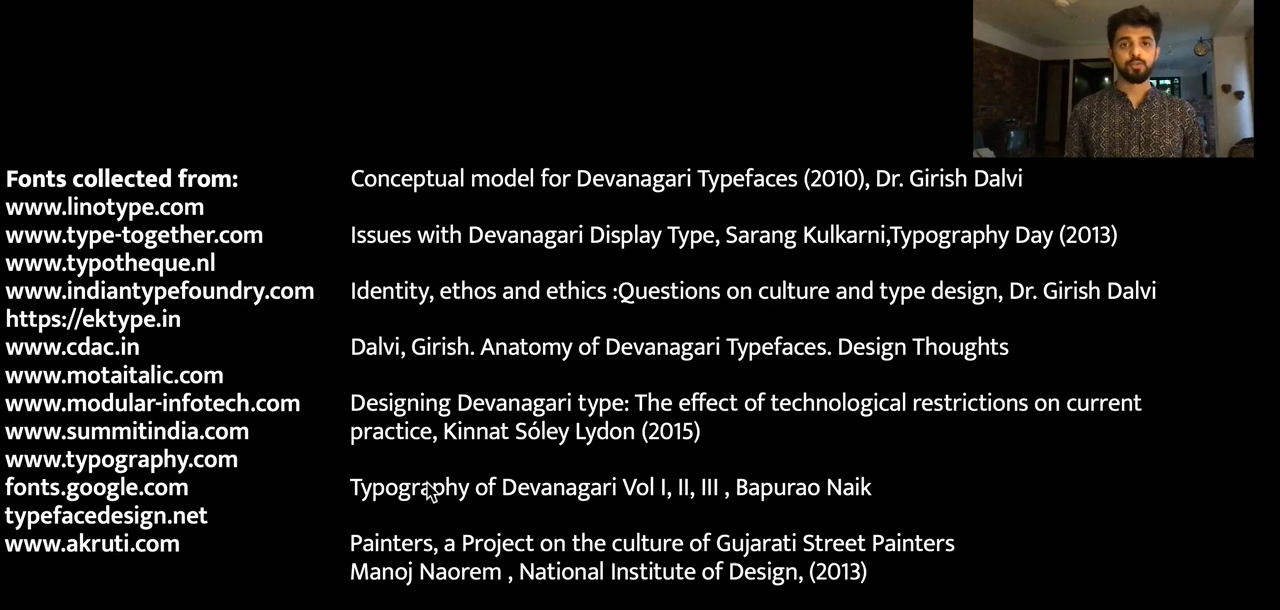 Fonts collected from:
www.linotype.com
www.type-together.com
www.typotheque.nl
www.indiantypefoundry.com
https://ektype.in
www.cdac.in
www.motaitalic.com
www.modular-infotech.com
www.summitindia.com
www.typography.com
fonts.google.com
typefacedesign.net
www.akruti.com
Conceptual model for Devanagari Typefaces (2010), Dr. Girish Dalvi
Issues with Devanagari Display Type, Sarang Kulkarni,Typography Day (2013)
Identity, ethos and ethics :Questions on culture and type design, Dr. Girish Dalvi
Dalvi, Girish. Anatomy of Devanagari Typefaces. Design Thoughts
Designing Devanagari type: The effect of technological restrictions on current
practice, Kinnat Sóley Lydon (2015)
Typography of Devanagari Vol I, II, III , Bapurao Naik
Painters, a Project on the culture of Gujarati Street Painters
Manoj Naorem , National Institute of Design, (2013)